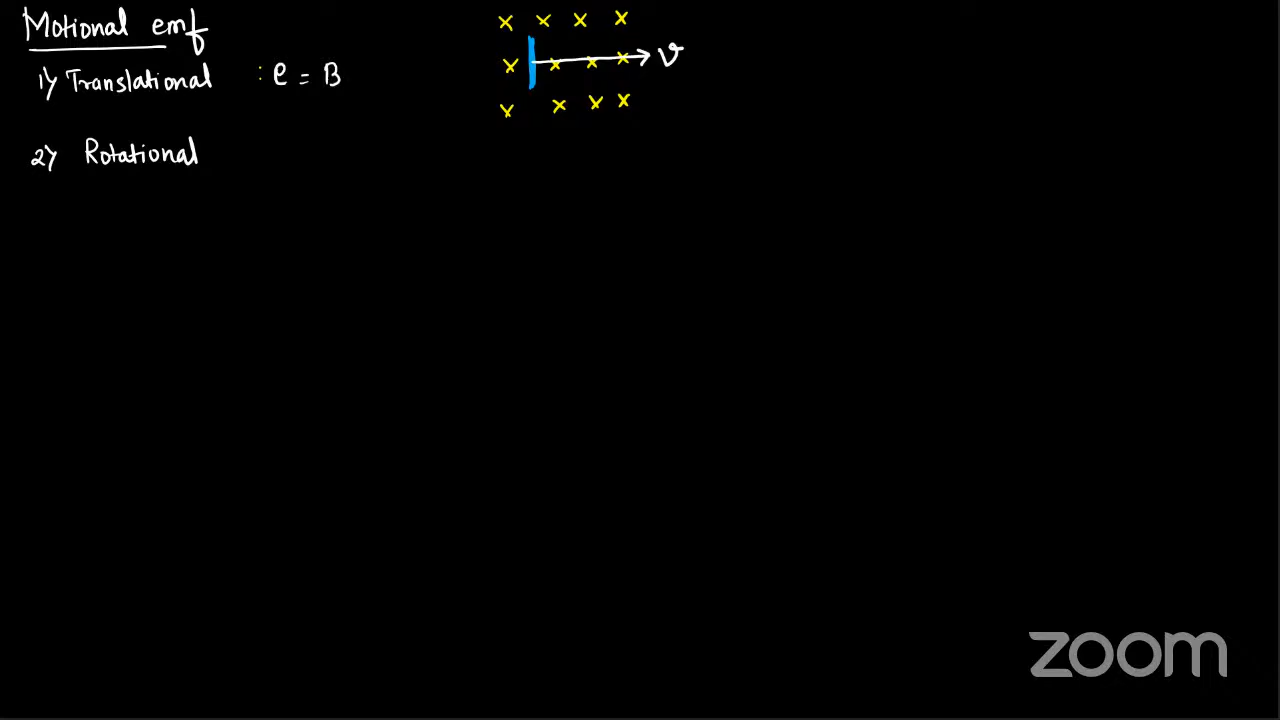 Motional emf
1) Translational : e = B
2) Rotational
× × × ×
× × × × v
× × × ×
zoom